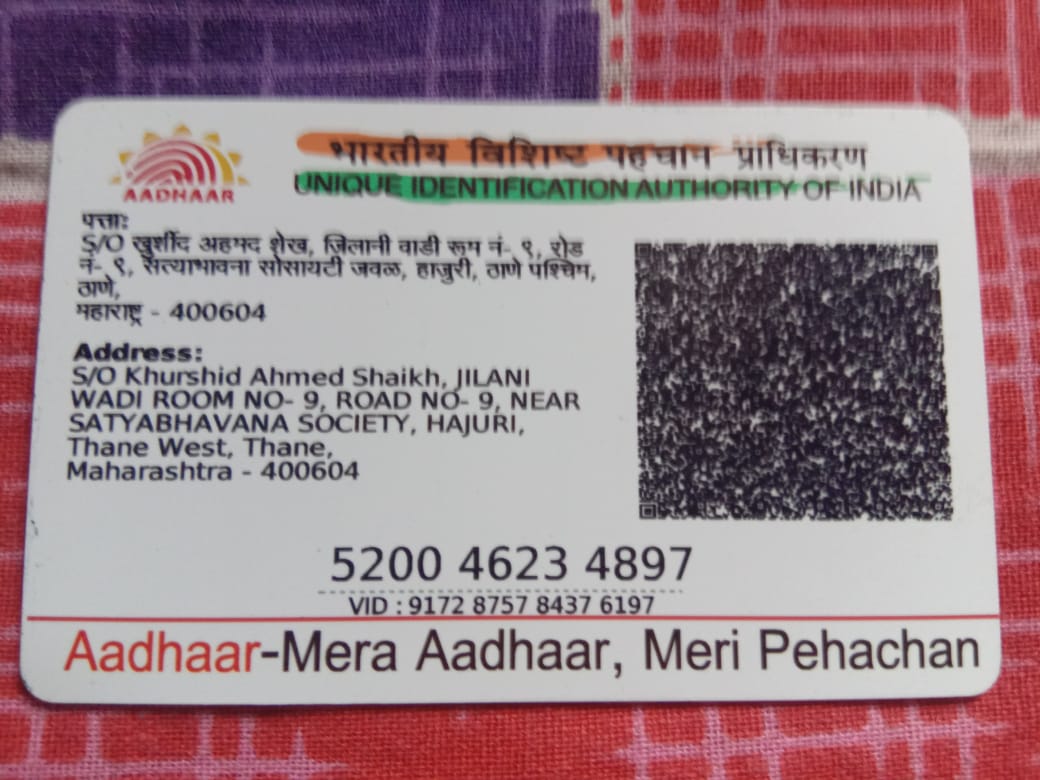 AADHAAR
भारतीय विशिष्ट पहचान प्राधिकरण
UNIQUE IDENTIFICATION AUTHORITY OF INDIA
पत्ता:
S/O खुर्शीद अहमद शेख, जिलानी वाडी रूम नं- ९, रोड
नं- ९, सत्याभावना सोसायटी जवळ, हाजुरी, ठाणे पश्चिम,
ठाणे,
महाराष्ट्र - 400604
Address:
S/O Khurshid Ahmed Shaikh, JILANI
WADI ROOM NO- 9, ROAD NO- 9, NEAR
SATYABHAVANA SOCIETY, HAJURI,
Thane West, Thane,
Maharashtra - 400604
5200 4623 4897
VID : 9172 8757 8437 6197
Aadhaar-Mera Aadhaar, Meri Pehachan